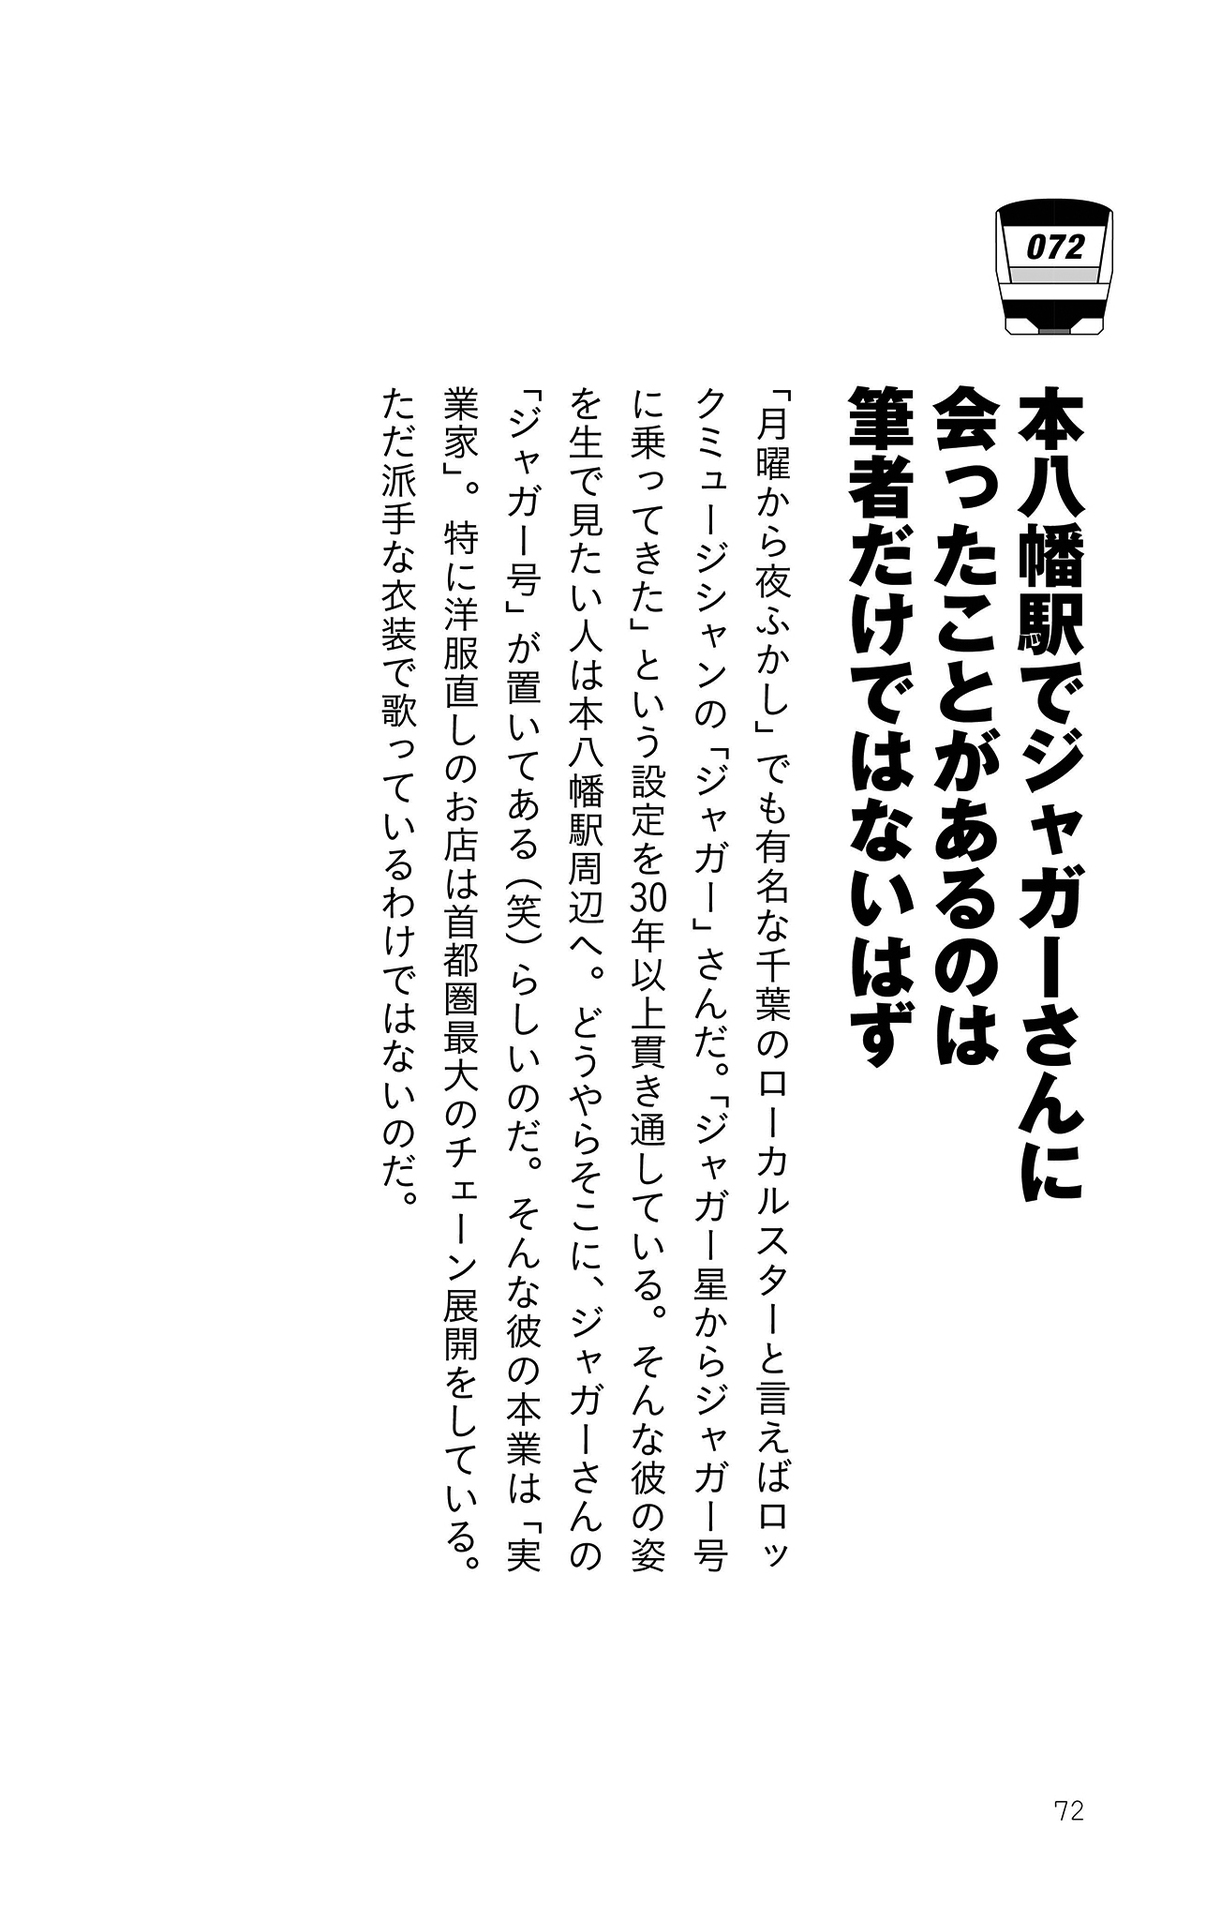 072
本八幡駅でジャガーさんに
会ったことがあるのは
筆者だけではないはず
「月曜から夜ふかし」でも有名な千葉のローカルスターと言えばロッ
クミュージシャンの「ジャガー」さんだ。「ジャガー星からジャガー号
に乗ってきた」という設定を30年以上貫き通している。そんな彼の姿
を生で見たい人は本八幡駅周辺へ。どうやらそこに、ジャガーさんの
「ジャガー号」が置いてある（笑）らしいのだ。そんな彼の本業は「実
業家」。特に洋服直しのお店は首都圏最大のチェーン展開をしている。
ただ派手な衣装で歌っているわけではないのだ。
72